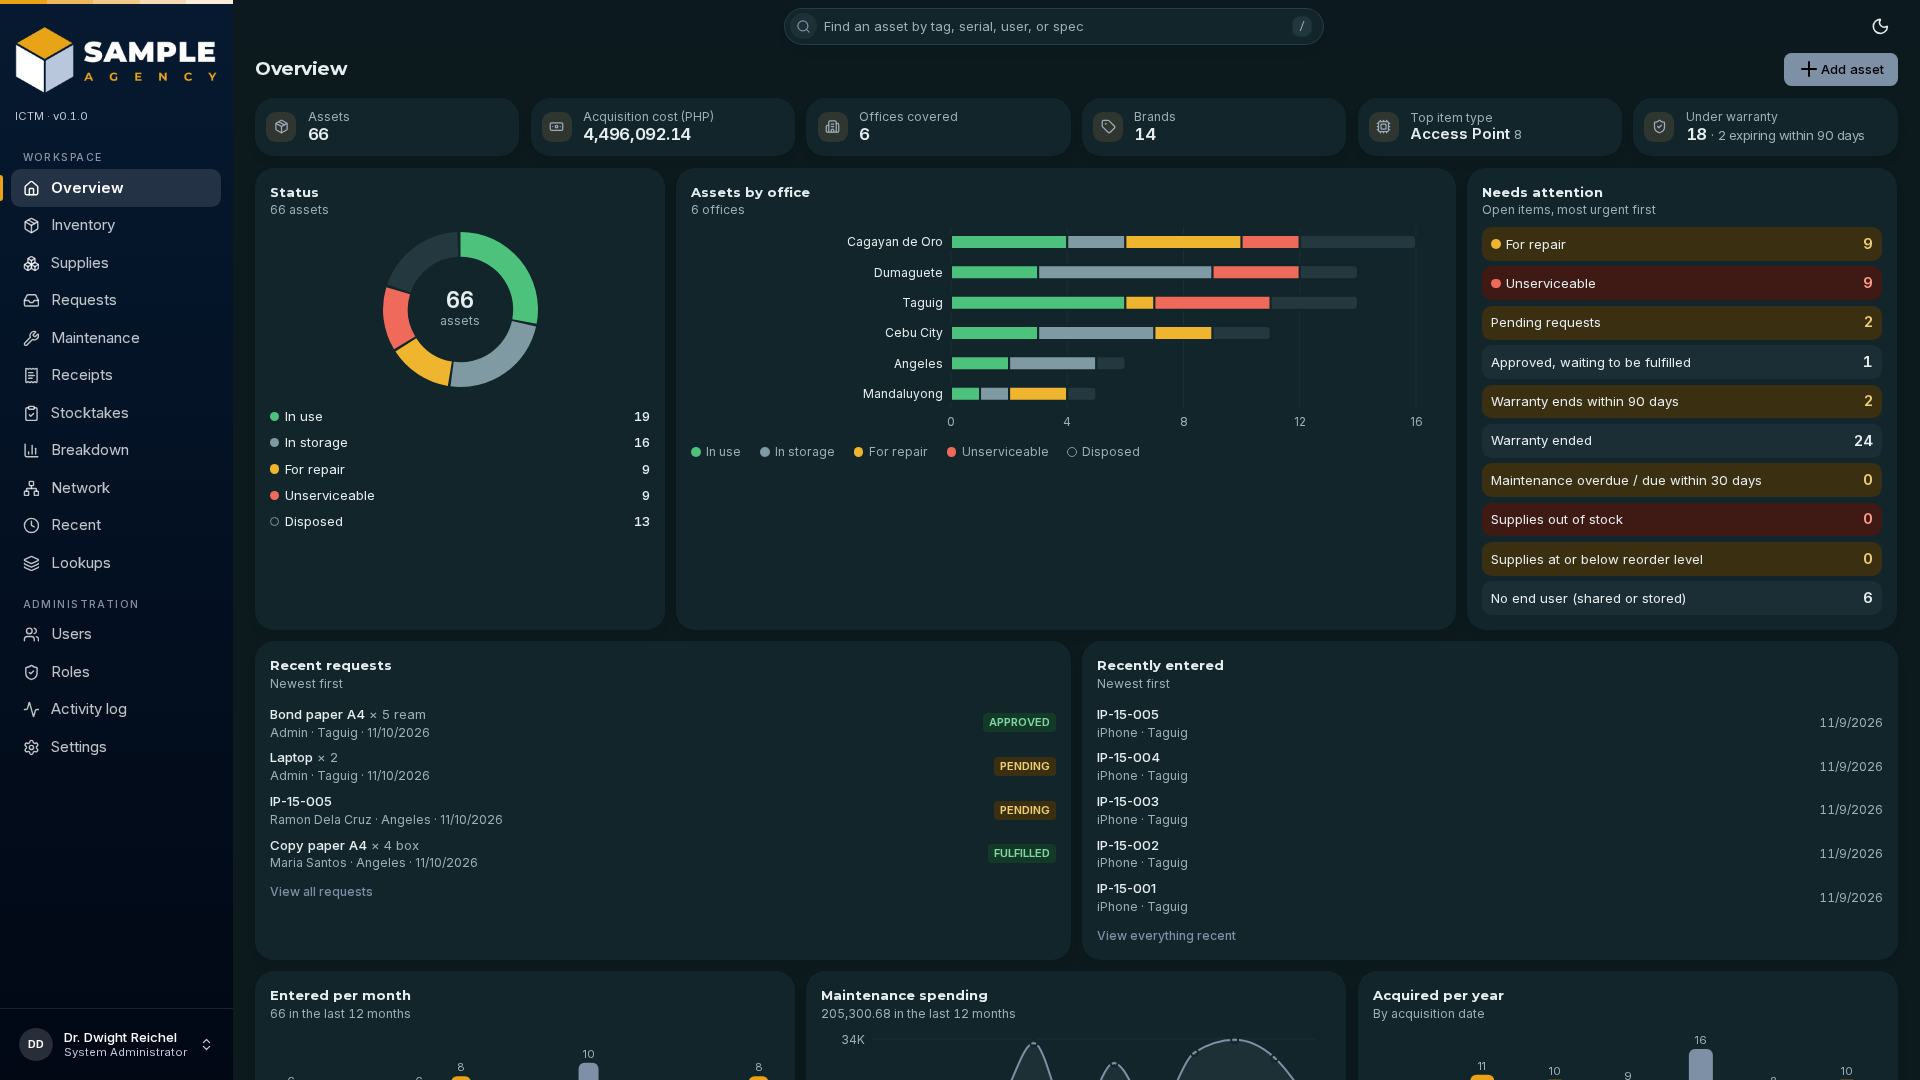 SAMPLE
AGENCY
ICTM · v0.1.0
WORKSPACE
Overview
Inventory
Supplies
Requests
Maintenance
Receipts
Stocktakes
Breakdown
Network
Recent
Lookups
ADMINISTRATION
Users
Roles
Activity log
Settings
DD
Dr. Dwight Reichel
System Administrator
Find an asset by tag, serial, user, or spec
/
Overview
Add asset
Assets
66
Acquisition cost (PHP)
4,496,092.14
Offices covered
6
Brands
14
Top item type
Access Point 8
Under warranty
18 · 2 expiring within 90 days
Status
66 assets
66
assets
In use 19
In storage 16
For repair 9
Unserviceable 9
Disposed 13
Assets by office
6 offices
Cagayan de Oro
Dumaguete
Taguig
Cebu City
Angeles
Mandaluyong
0 4 8 12 16
In use In storage For repair Unserviceable Disposed
Needs attention
Open items, most urgent first
For repair 9
Unserviceable 9
Pending requests 2
Approved, waiting to be fulfilled 1
Warranty ends within 90 days 2
Warranty ended 24
Maintenance overdue / due within 30 days 0
Supplies out of stock 0
Supplies at or below reorder level 0
No end user (shared or stored) 6
Recent requests
Newest first
Bond paper A4 × 5 ream
Admin · Taguig · 11/10/2026
APPROVED
Laptop × 2
Admin · Taguig · 11/10/2026
PENDING
IP-15-005
Ramon Dela Cruz · Angeles · 11/10/2026
PENDING
Copy paper A4 × 4 box
Maria Santos · Angeles · 11/10/2026
FULFILLED
View all requests
Recently entered
Newest first
IP-15-005
iPhone · Taguig
11/9/2026
IP-15-004
iPhone · Taguig
11/9/2026
IP-15-003
iPhone · Taguig
11/9/2026
IP-15-002
iPhone · Taguig
11/9/2026
IP-15-001
iPhone · Taguig
11/9/2026
View everything recent
Entered per month
66 in the last 12 months
8 10 8
Maintenance spending
205,300.68 in the last 12 months
34K
Acquired per year
By acquisition date
11 10 9 16 10